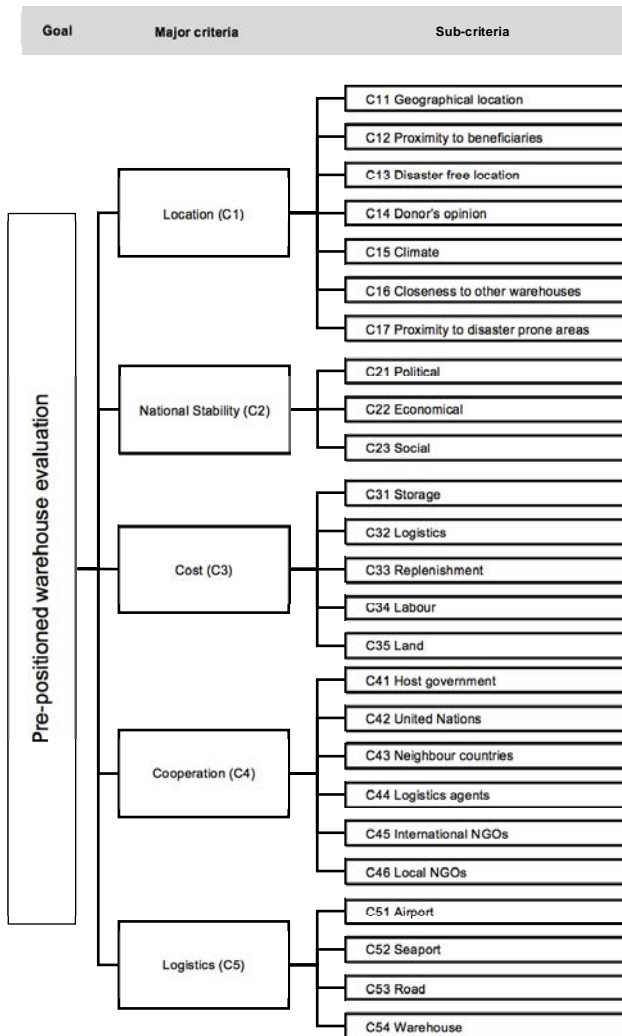 Goal Major criteria Sub-criteria
Pre-positioned warehouse evaluation
Location (C1)
C11 Geographical location
C12 Proximity to beneficiaries
C13 Disaster free location
C14 Donor's opinion
C15 Climate
C16 Closeness to other warehouses
C17 Proximity to disaster prone areas
National Stability (C2)
C21 Political
C22 Economical
C23 Social
Cost (C3)
C31 Storage
C32 Logistics
C33 Replenishment
C34 Labour
C35 Land
Cooperation (C4)
C41 Host government
C42 United Nations
C43 Neighbour countries
C44 Logistics agents
C45 International NGOs
C46 Local NGOs
Logistics (C5)
C51 Airport
C52 Seaport
C53 Road
C54 Warehouse